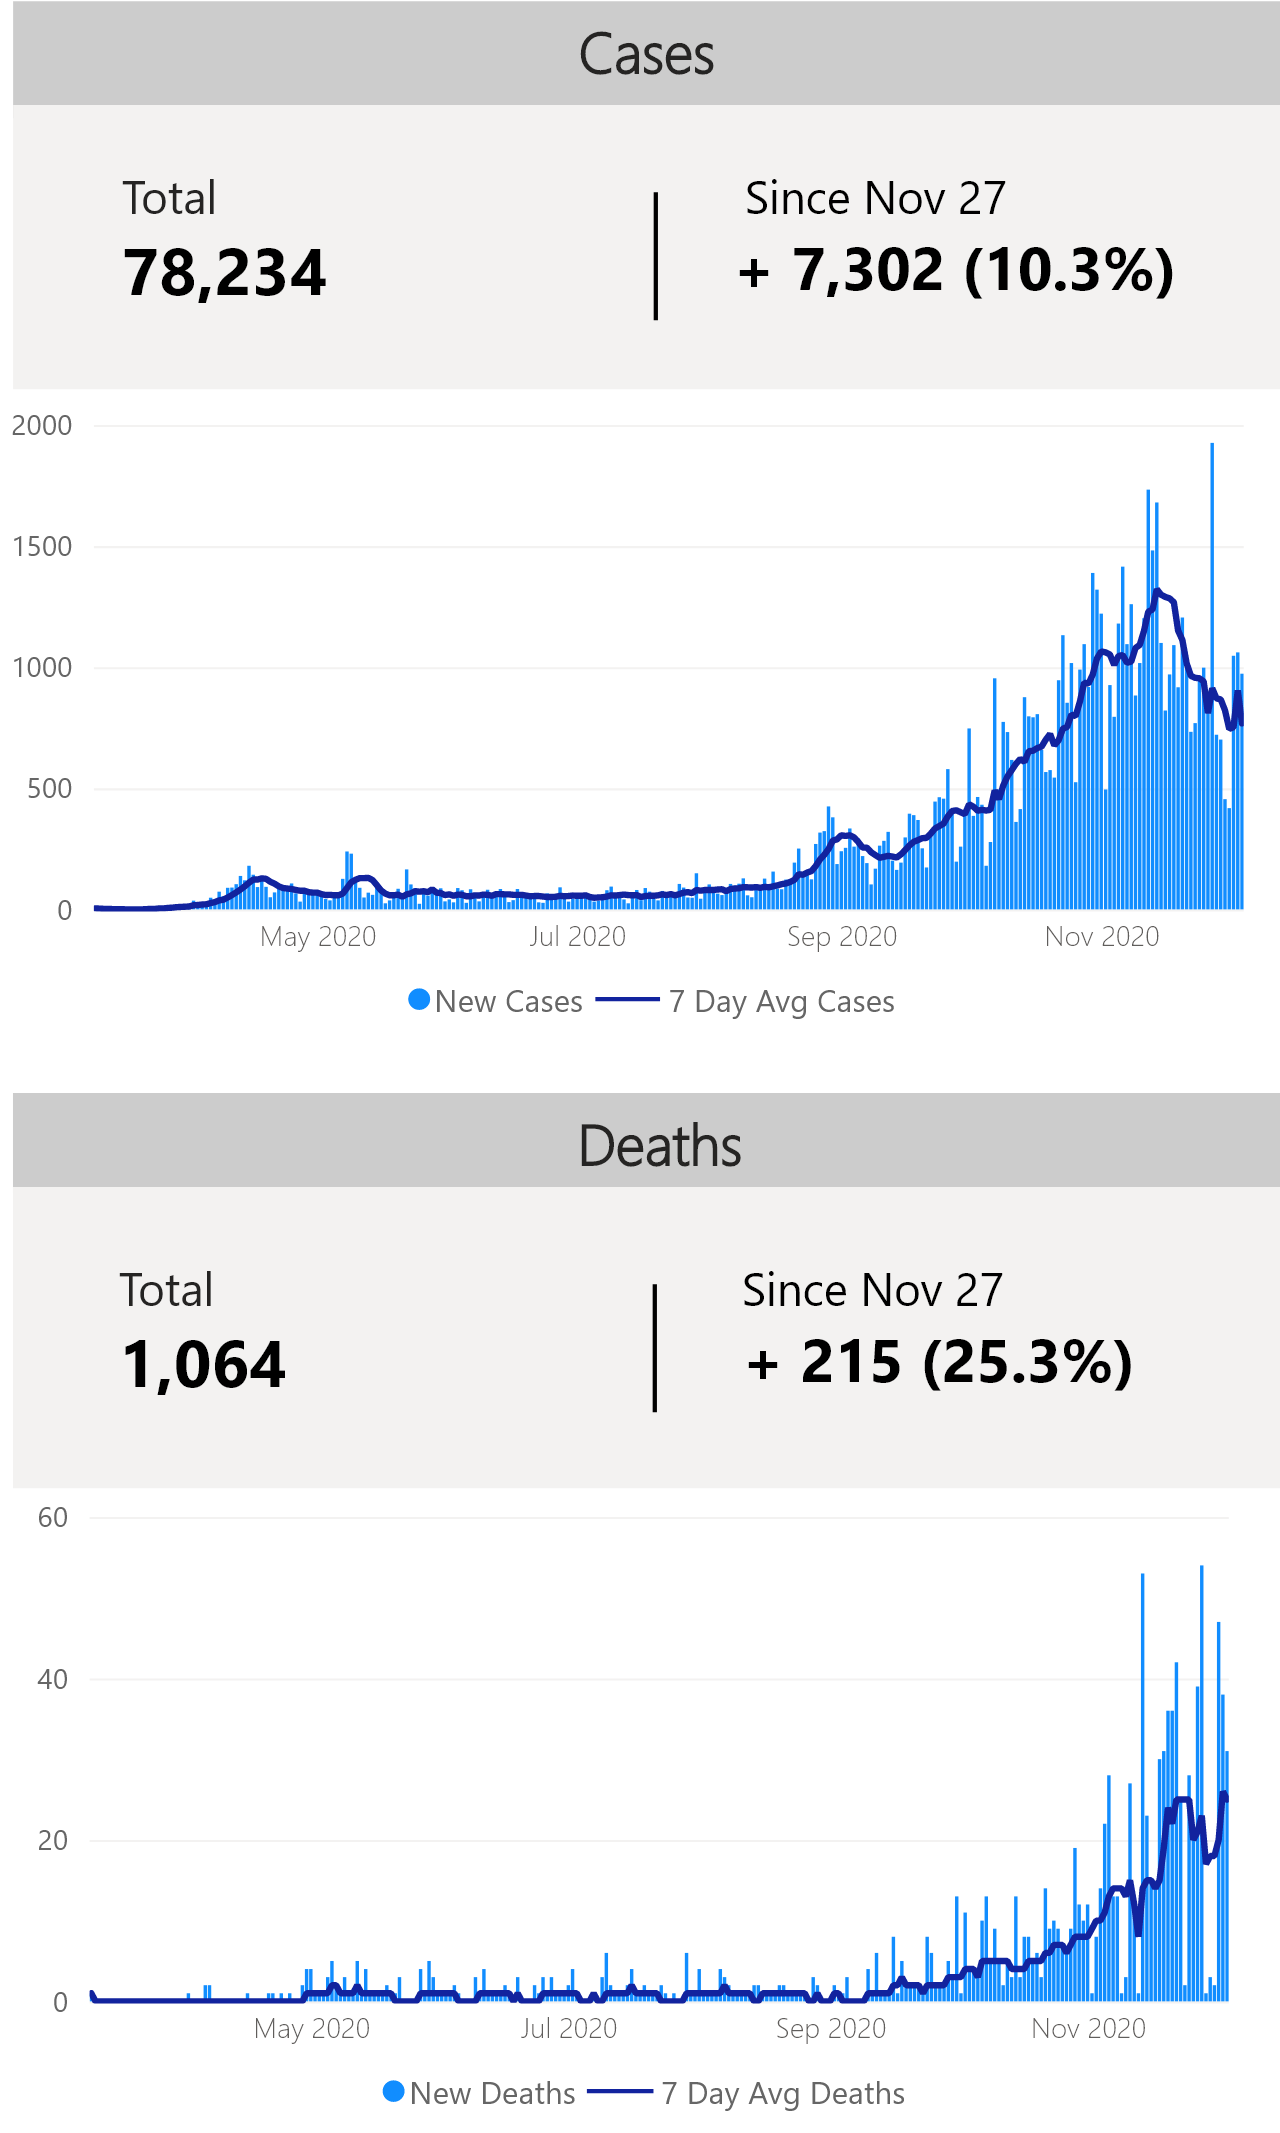 Cases
Total
78,234
Since Nov 27
+ 7,302 (10.3%)
2000
1500
1000
500
0
May 2020 Jul 2020 Sep 2020 Nov 2020
New Cases 7 Day Avg Cases
Deaths
Total
1,064
Since Nov 27
+ 215 (25.3%)
60
40
20
0
May 2020 Jul 2020 Sep 2020 Nov 2020
New Deaths 7 Day Avg Deaths